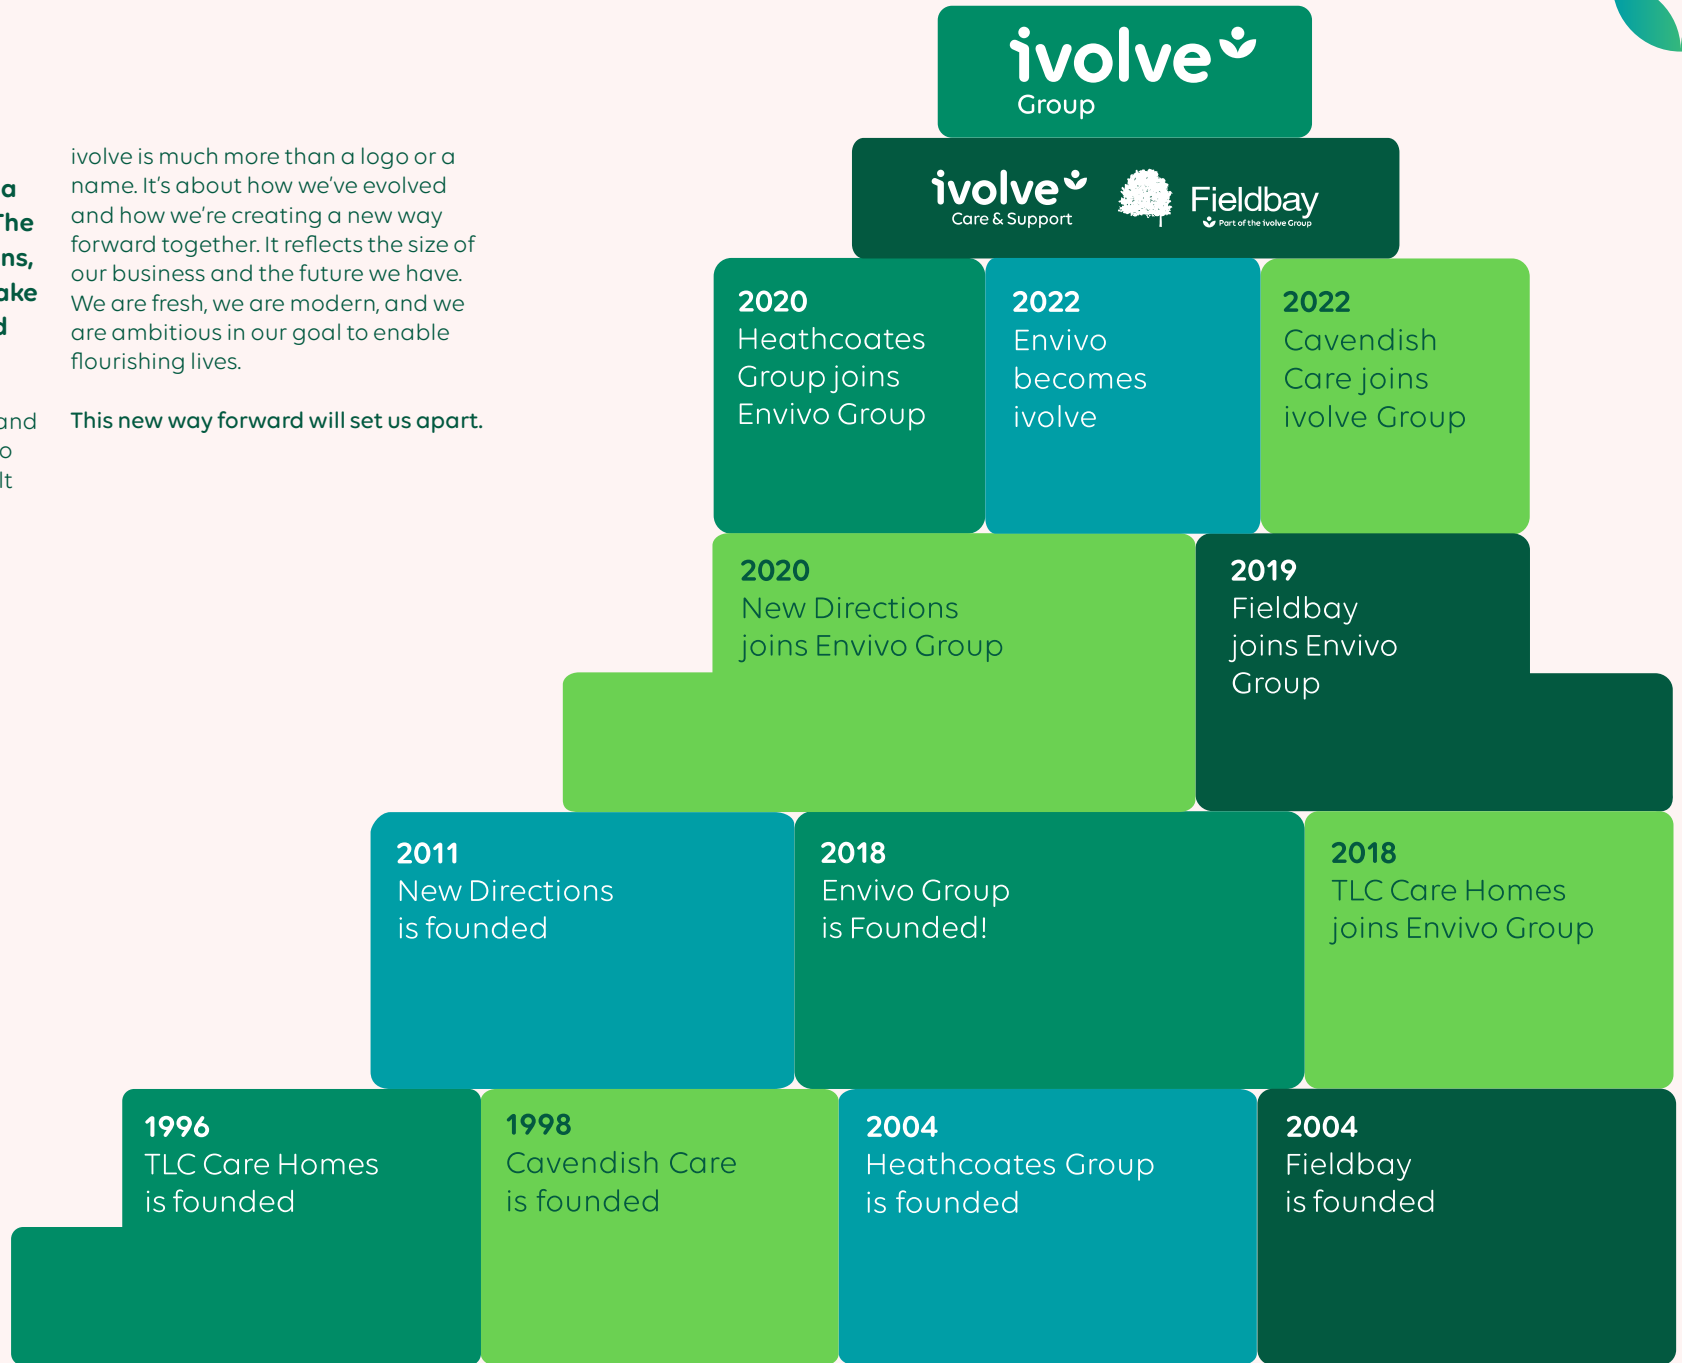 a
The
ns,
ake
d
and
o
lt
ivolve is much more than a logo or a
name. It's about how we've evolved
and how we're creating a new way
forward together. It reflects the size of
our business and the future we have.
We are fresh, we are modern, and we
are ambitious in our goal to enable
flourishing lives.
This new way forward will set us apart.
ivolve
Group
ivolve
Care & Support
Fieldbay
Part of the ivolve Group
2020
Heathcoates
Group joins
Envivo Group
2022
Envivo
becomes
ivolve
2022
Cavendish
Care joins
ivolve Group
2020
New Directions
joins Envivo Group
2019
Fieldbay
joins Envivo
Group
2011
New Directions
is founded
2018
Envivo Group
is Founded!
2018
TLC Care Homes
joins Envivo Group
1996
TLC Care Homes
is founded
1998
Cavendish Care
is founded
2004
Heathcoates Group
is founded
2004
Fieldbay
is founded